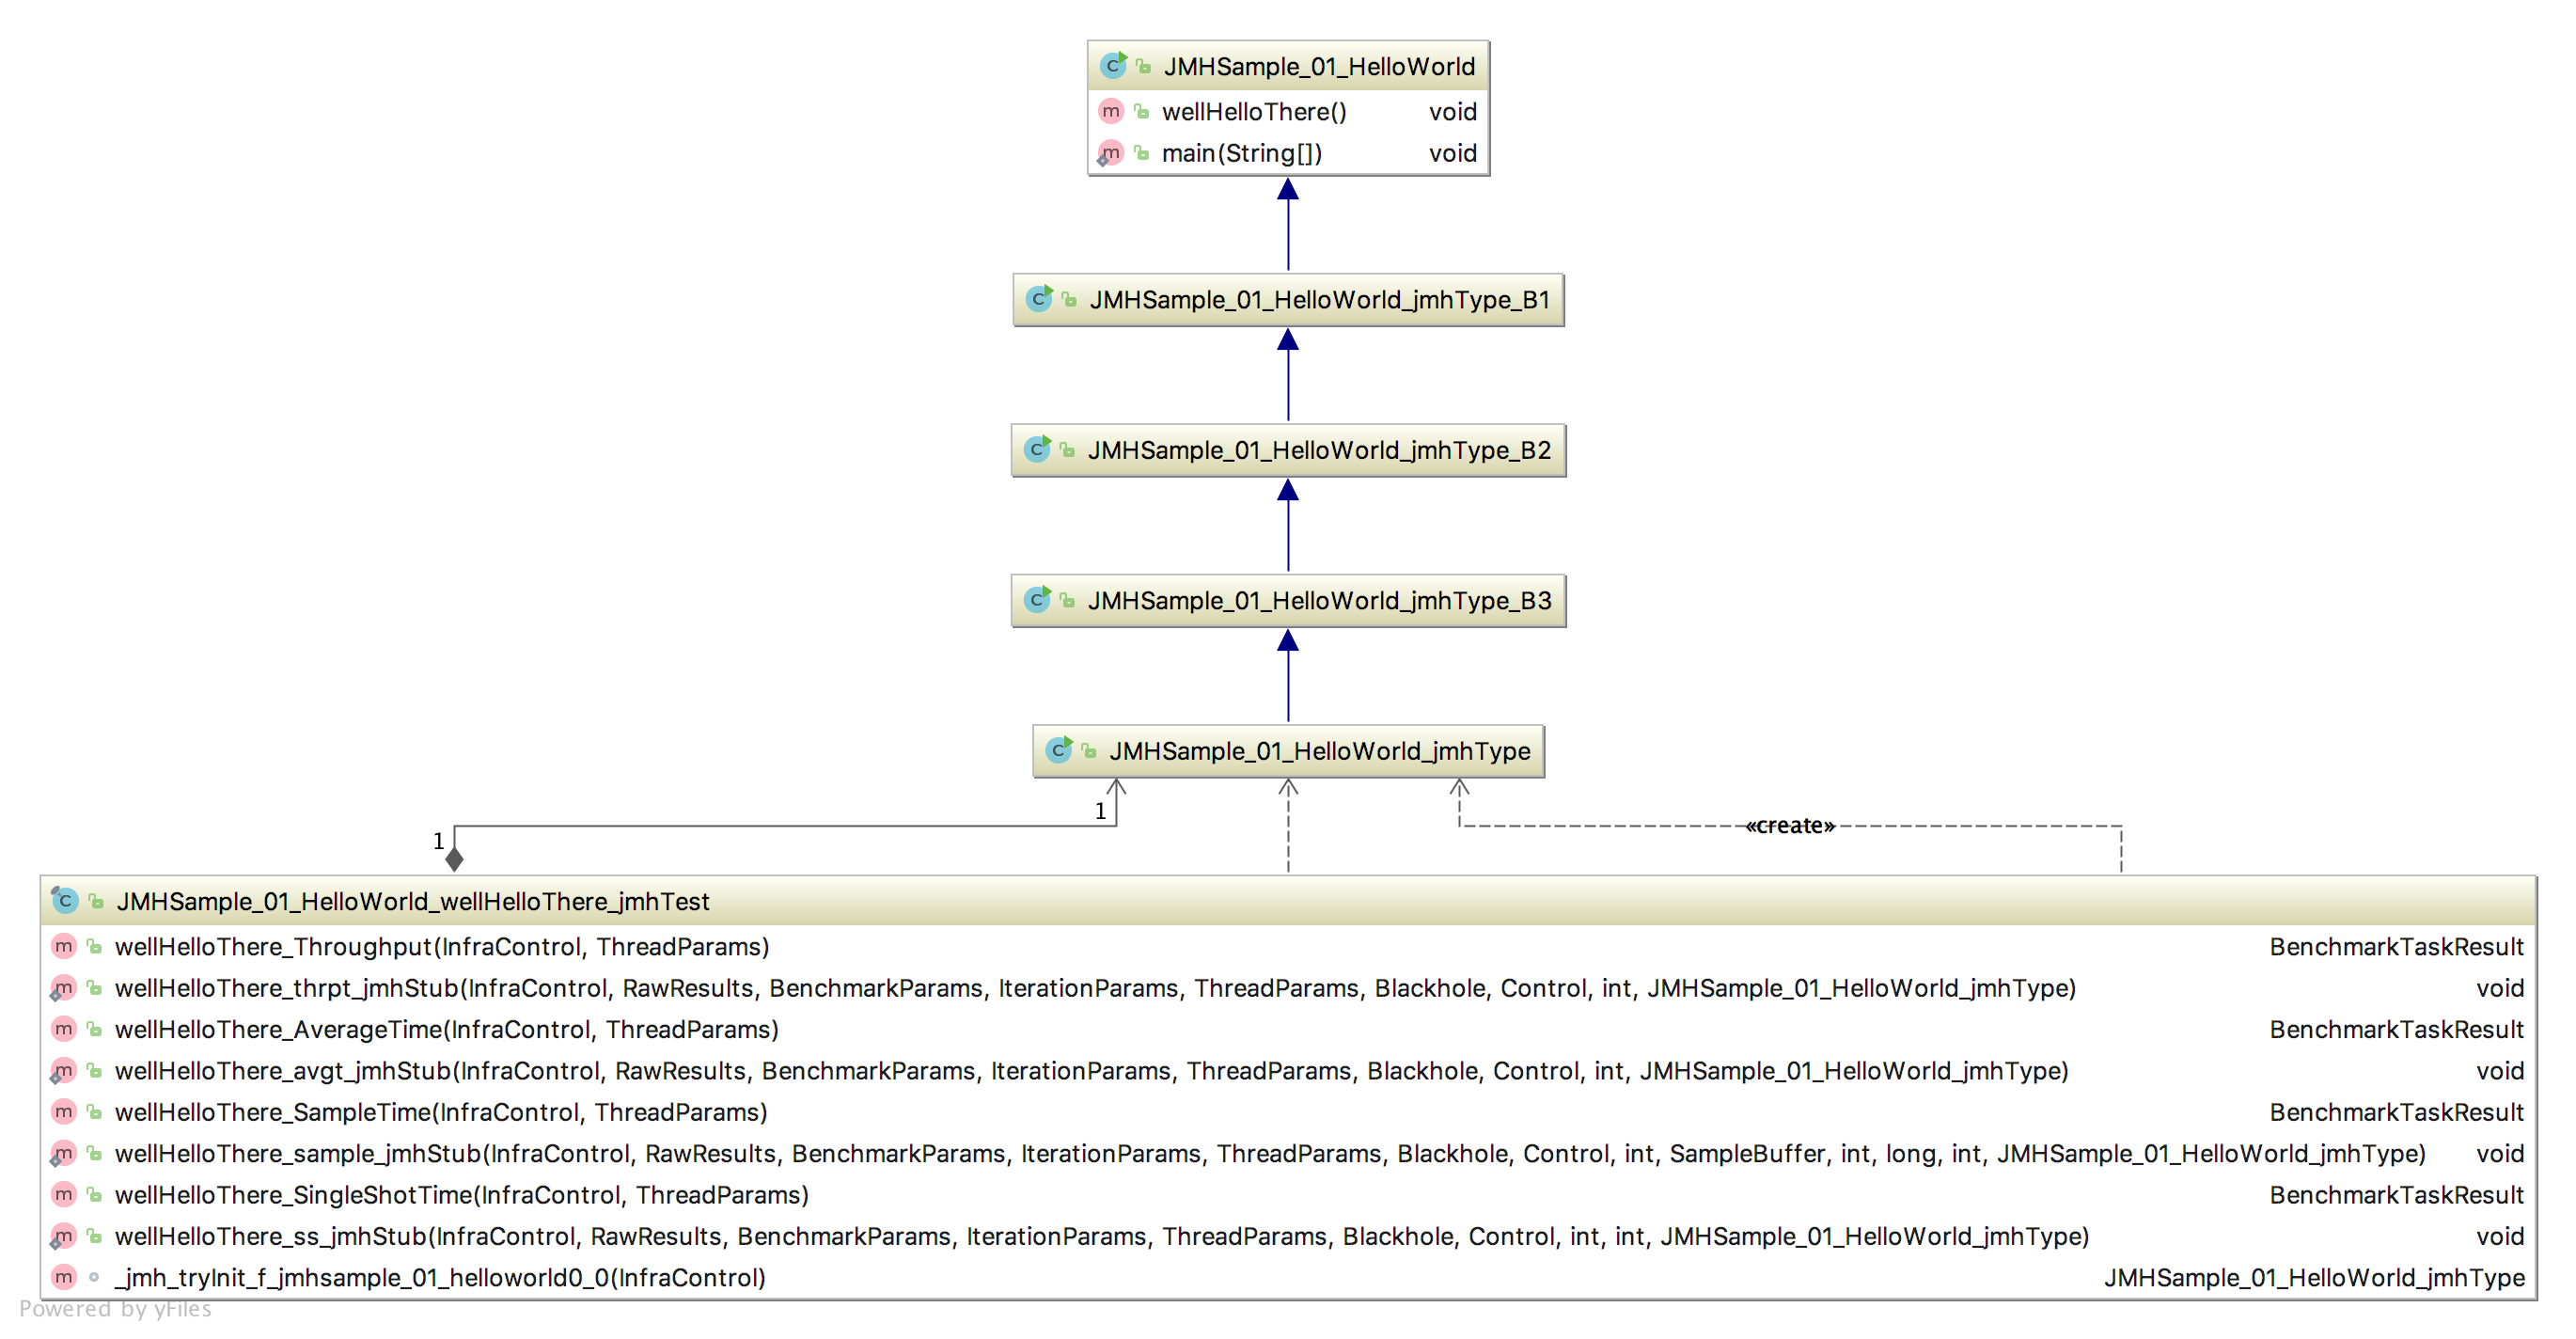 JMHSample_01_HelloWorld
wellHelloThere() void
main(String[]) void
JMHSample_01_HelloWorld_jmhType_B1
JMHSample_01_HelloWorld_jmhType_B2
JMHSample_01_HelloWorld_jmhType_B3
JMHSample_01_HelloWorld_jmhType
1
1
«create»
JMHSample_01_HelloWorld_wellHelloThere_jmhTest
wellHelloThere_Throughput(InfraControl, ThreadParams) BenchmarkTaskResult
wellHelloThere_thrpt_jmhStub(InfraControl, RawResults, BenchmarkParams, IterationParams, ThreadParams, Blackhole, Control, int, JMHSample_01_HelloWorld_jmhType) void
wellHelloThere_AverageTime(InfraControl, ThreadParams) BenchmarkTaskResult
wellHelloThere_avgt_jmhStub(InfraControl, RawResults, BenchmarkParams, IterationParams, ThreadParams, Blackhole, Control, int, JMHSample_01_HelloWorld_jmhType) void
wellHelloThere_SampleTime(InfraControl, ThreadParams) BenchmarkTaskResult
wellHelloThere_sample_jmhStub(InfraControl, RawResults, BenchmarkParams, IterationParams, ThreadParams, Blackhole, Control, int, SampleBuffer, int, long, int, JMHSample_01_HelloWorld_jmhType) void
wellHelloThere_SingleShotTime(InfraControl, ThreadParams) BenchmarkTaskResult
wellHelloThere_ss_jmhStub(InfraControl, RawResults, BenchmarkParams, IterationParams, ThreadParams, Blackhole, Control, int, int, JMHSample_01_HelloWorld_jmhType) void
_jmh_tryInit_f_jmhsample_01_helloworld0_0(InfraControl) JMHSample_01_HelloWorld_jmhType
Powered by yFiles